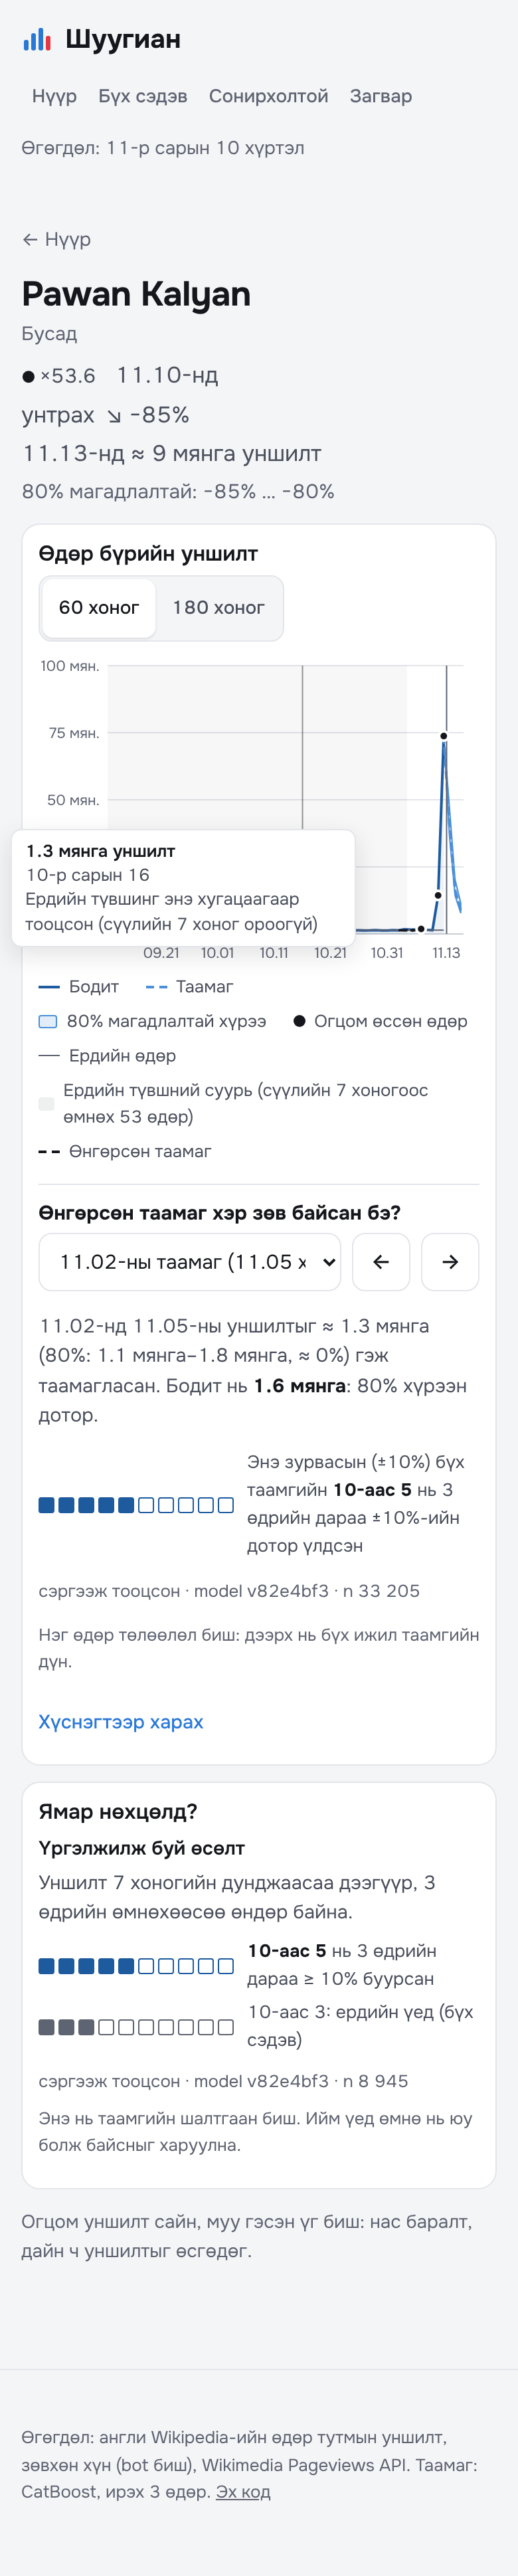 Шуугиан
Нүүр Бүх сэдэв Сонирхолтой Загвар
Өгөгдөл: 11-р сарын 10 хүртэл
← Нүүр
Pawan Kalyan
Бусад
×53.6 11.10-нд
унтрах ↘ −85%
11.13-нд ≈ 9 мянга уншилт
80% магадлалтай: −85% … −80%
Өдөр бүрийн уншилт
60 хоног 180 хоног
100 мян.
75 мян.
50 мян.
1.3 мянга уншилт
10-р сарын 16
Ердийн түвшинг энэ хугацаагаар
тооцсон (сүүлийн 7 хоног ороогүй)
09.21 10.01 10.11 10.21 10.31 11.13
Бодит Таамаг
80% магадлалтай хүрээ Огцом өссөн өдөр
Ердийн өдөр
Ердийн түвшний суурь (сүүлийн 7 хоногоос
өмнөх 53 өдөр)
Өнгөрсөн таамаг
Өнгөрсөн таамаг хэр зөв байсан бэ?
11.02-ны таамаг (11.05 х
← →
11.02-нд 11.05-ны уншилтыг ≈ 1.3 мянга
(80%: 1.1 мянга–1.8 мянга, ≈ 0%) гэж
таамагласан. Бодит нь 1.6 мянга: 80% хүрээн
дотор.
Энэ зурвасын (±10%) бүх
таамгийн 10-аас 5 нь 3
өдрийн дараа ±10%-ийн
дотор үлдсэн
сэргээж тооцсон · model v82e4bf3 · n 33 205
Нэг өдөр төлөөлөл биш: дээрх нь бүх ижил таамгийн
дүн.
Хүснэгтээр харах
Ямар нөхцөлд?
Үргэлжилж буй өсөлт
Уншилт 7 хоногийн дунджаасаа дээгүүр, 3
өдрийн өмнөхөөсөө өндөр байна.
10-аас 5 нь 3 өдрийн
дараа ≥ 10% буурсан
10-аас 3: ердийн үед (бүх
сэдэв)
сэргээж тооцсон · model v82e4bf3 · n 8 945
Энэ нь таамгийн шалтгаан биш. Ийм үед өмнө нь юу
болж байсныг харуулна.
Огцом уншилт сайн, муу гэсэн үг биш: нас баралт,
дайн ч уншилтыг өсгөдөг.
Өгөгдөл: англи Wikipedia-ийн өдөр тутмын уншилт,
зөвхөн хүн (bot биш), Wikimedia Pageviews API. Таамаг:
CatBoost, ирэх 3 өдөр. Эх код